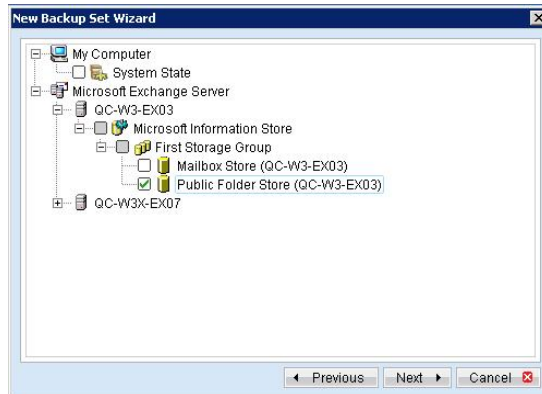 New Backup Set Wizard
My Computer
System State
Microsoft Exchange Server
QC-W3-EX03
Microsoft Information Store
First Storage Group
Mailbox Store (QC-W3-EX03)
Public Folder Store (QC-W3-EX03)
QC-W3X-EX07
Previous Next Cancel